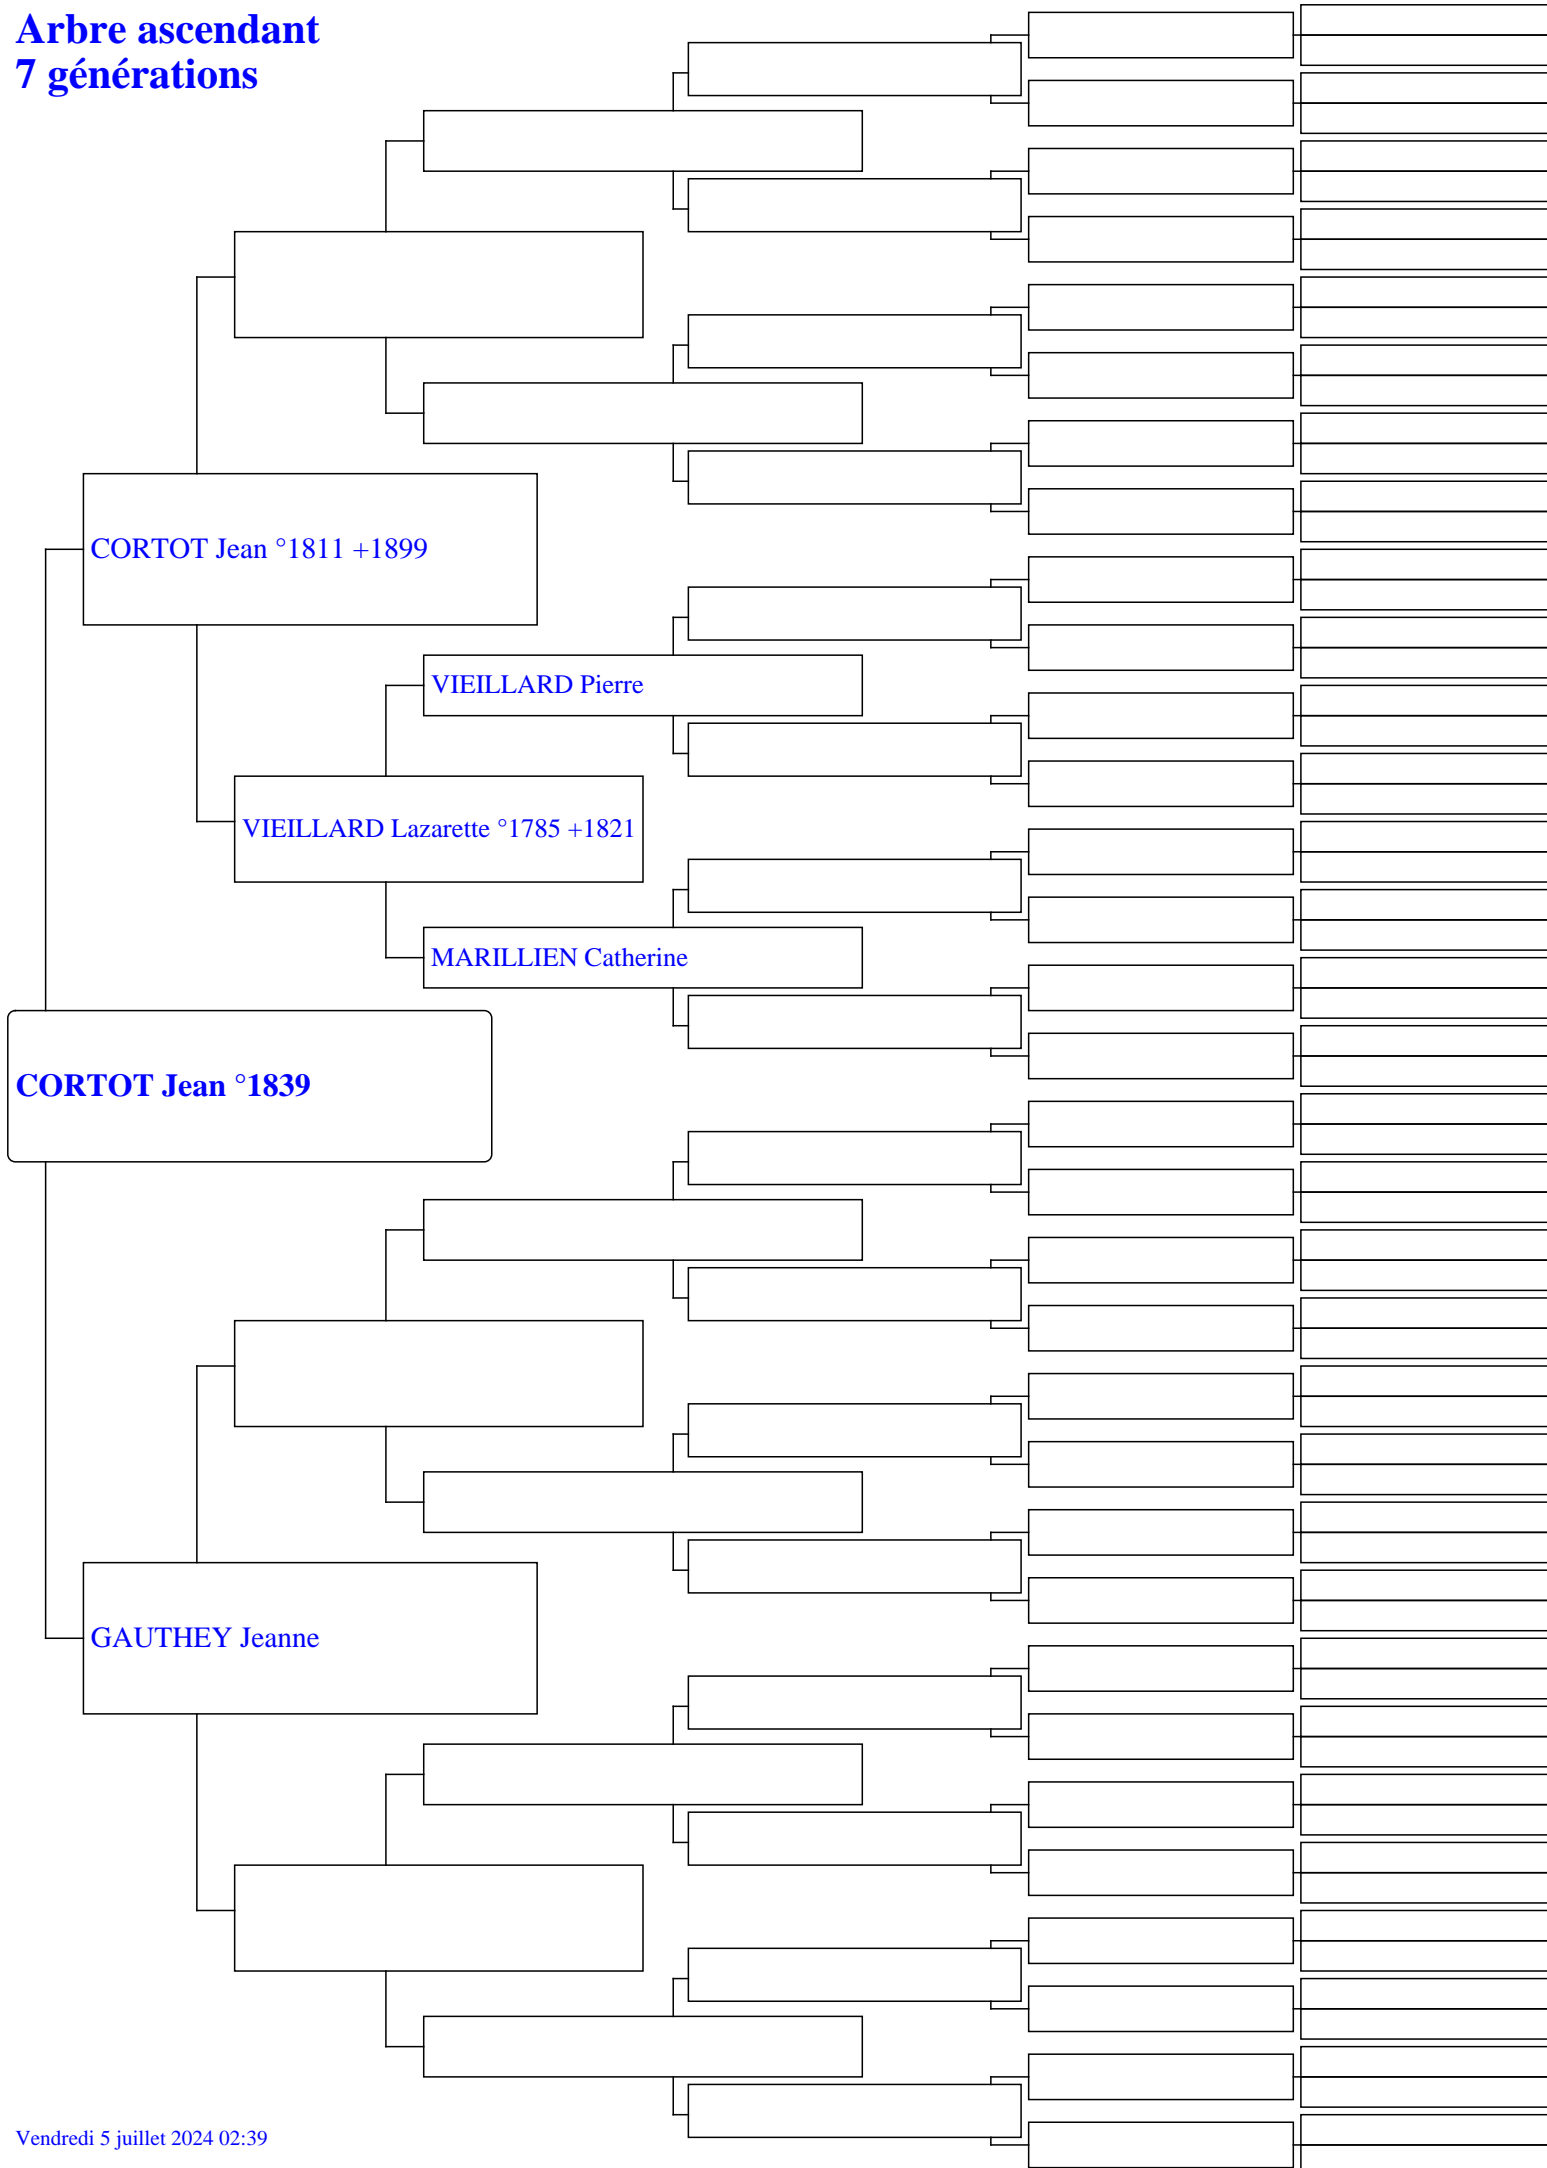 Arbre ascendant
7 générations
CORTOT Jean °1811 +1899
VIEILLARD Pierre
VIEILLARD Lazarette °1785 +1821
MARILLIEN Catherine
CORTOT Jean °1839
GAUTHEY Jeanne
Vendredi 5 juillet 2024 02:39